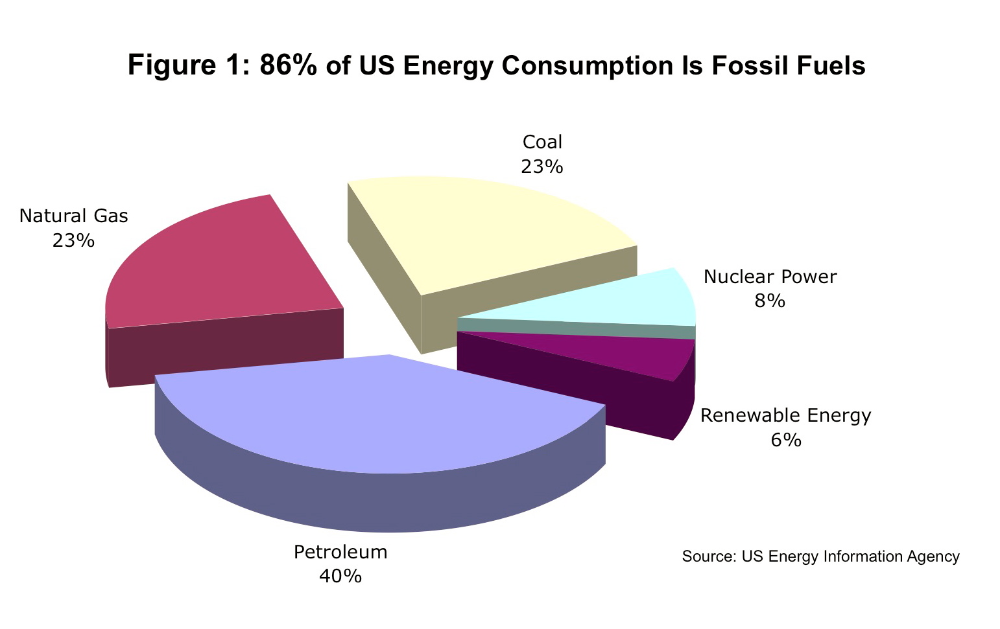 Figure 1: 86% of US Energy Consumption Is Fossil Fuels
Coal
23%
Natural Gas
23%
Nuclear Power
8%
Renewable Energy
6%
Petroleum
40%
Source: US Energy Information Agency